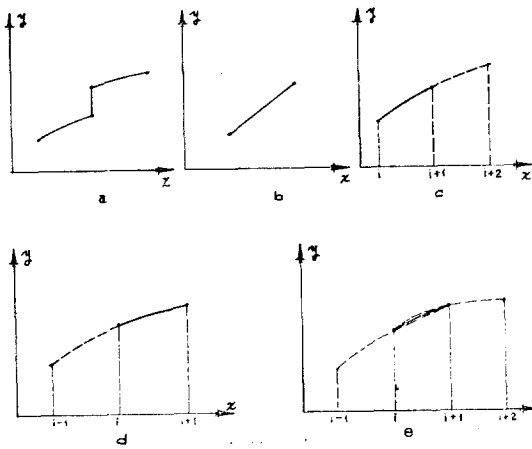 y y y
x x i i+1 i+2 x
a b c
y y
i-1 i i+1 x i-1 i i+1 i+2
d e